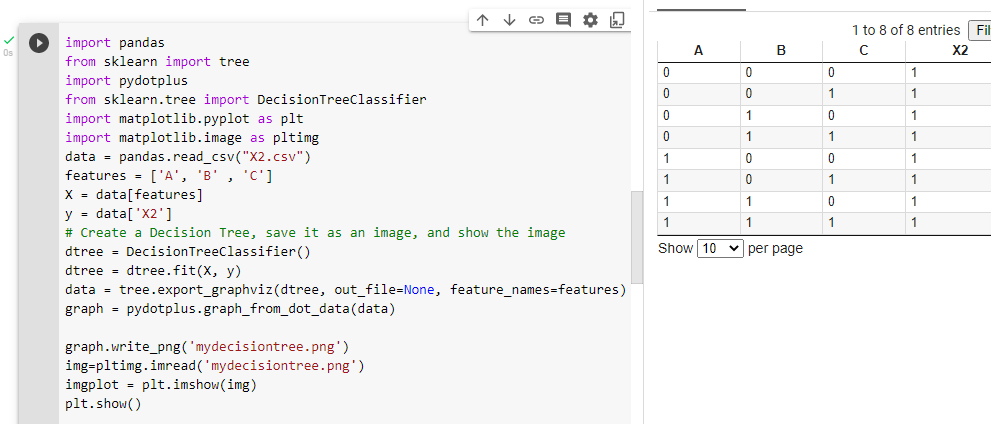 0s
import pandas
from sklearn import tree
import pydotplus
from sklearn.tree import DecisionTreeClassifier
import matplotlib.pyplot as plt
import matplotlib.image as pltimg
data = pandas.read_csv("X2.csv")
features = ['A', 'B' , 'C']
X = data[features]
y = data['X2']
# Create a Decision Tree, save it as an image, and show the image
dtree = DecisionTreeClassifier()
dtree = dtree.fit(X, y)
data = tree.export_graphviz(dtree, out_file=None, feature_names=features)
graph = pydotplus.graph_from_dot_data(data)
graph.write_png('mydecisiontree.png')
img=pltimg.imread('mydecisiontree.png')
imgplot = plt.imshow(img)
plt.show()
1 to 8 of 8 entries Fil
A B C X2
0 0 0 1
0 0 1 1
0 1 0 1
0 1 1 1
1 0 0 1
1 0 1 1
1 1 0 1
1 1 1 1
Show 10 per page